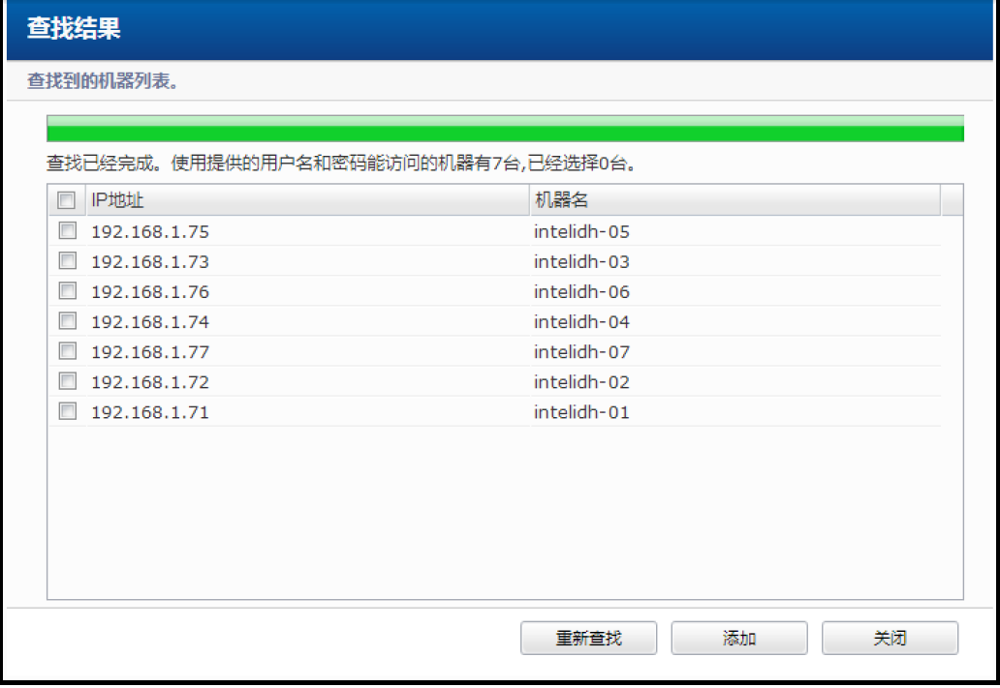 查找结果
查找到的机器列表。
查找已经完成。使用提供的用户名和密码能访问的机器有7台,已经选择0台。
IP地址 机器名
192.168.1.75 intelidh-05
192.168.1.73 intelidh-03
192.168.1.76 intelidh-06
192.168.1.74 intelidh-04
192.168.1.77 intelidh-07
192.168.1.72 intelidh-02
192.168.1.71 intelidh-01
重新查找 添加 关闭